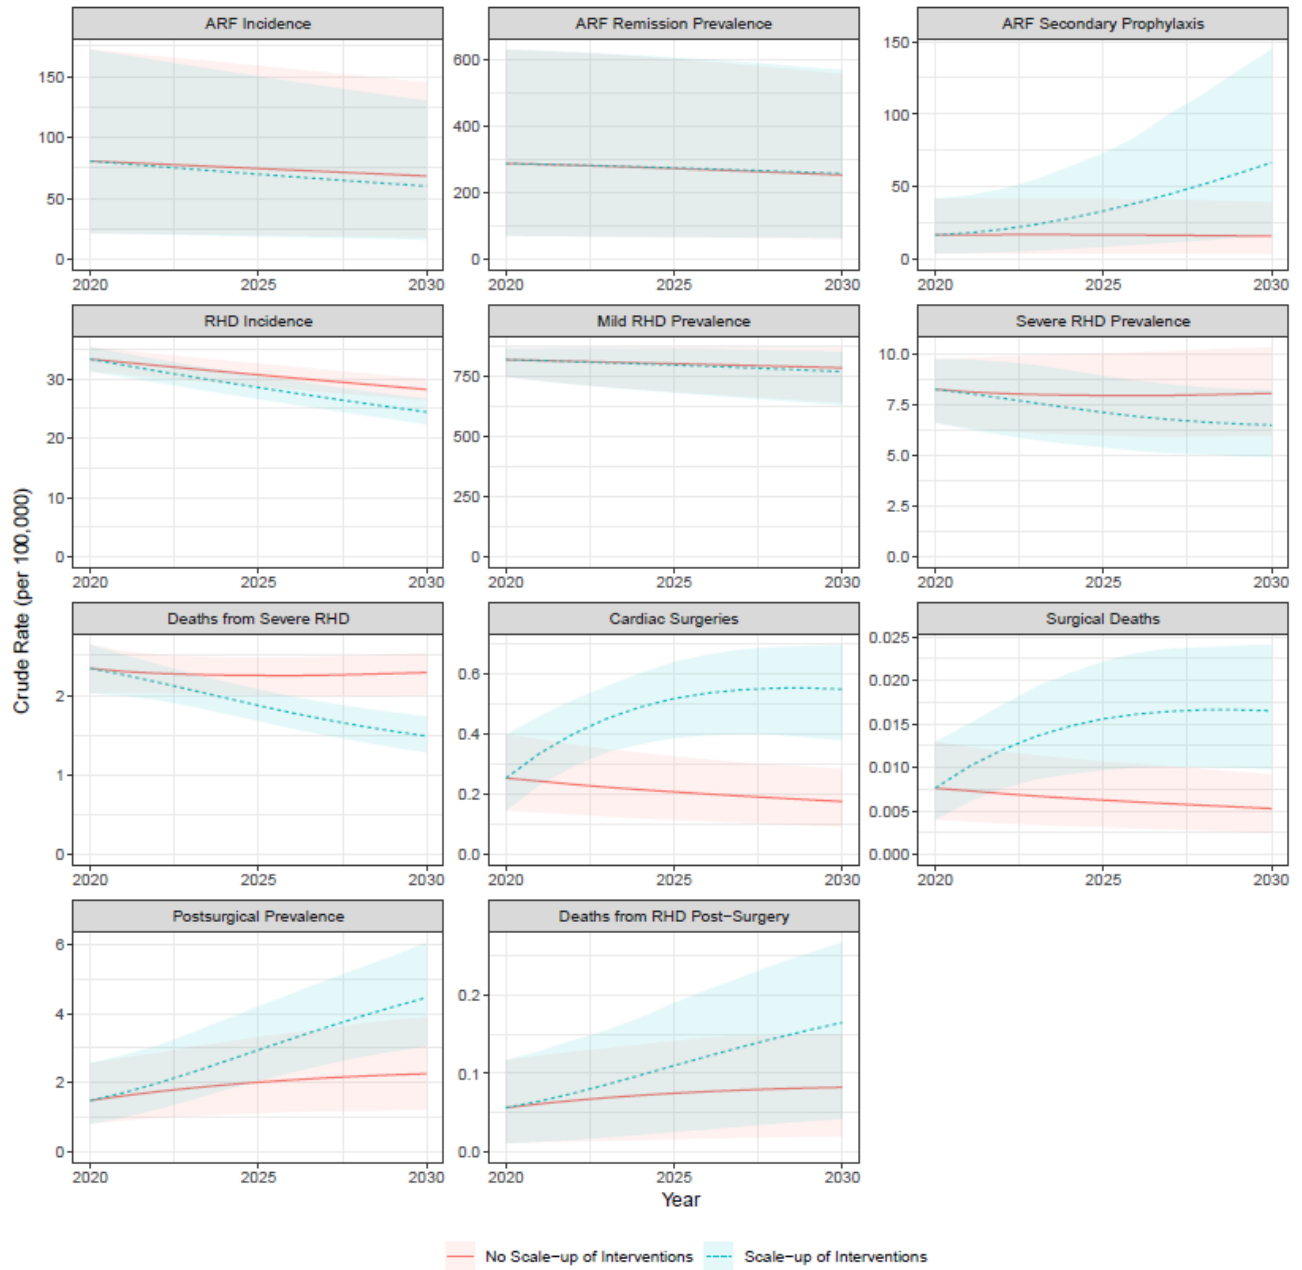 ARF Incidence
ARF Remission Prevalence
ARF Secondary Prophylaxis
150
100
50
0
2020 2025 2030
600
400
200
0
2020 2025 2030
150
100
50
0
2020 2025 2030
RHD Incidence
Mild RHD Prevalence
Severe RHD Prevalence
30
20
10
0
2020 2025 2030
750
500
250
0
2020 2025 2030
10.0
7.5
5.0
2.5
0.0
2020 2025 2030
Crude Rate (per 100,000)
Deaths from Severe RHD
Cardiac Surgeries
Surgical Deaths
2
1
0
2020 2025 2030
0.6
0.4
0.2
0.0
2020 2025 2030
0.025
0.020
0.015
0.010
0.005
0.000
2020 2025 2030
Postsurgical Prevalence
Deaths from RHD Post−Surgery
6
4
2
0
2020 2025 2030
0.2
0.1
0.0
2020 2025 2030
Year
No Scale−up of Interventions
Scale−up of Interventions